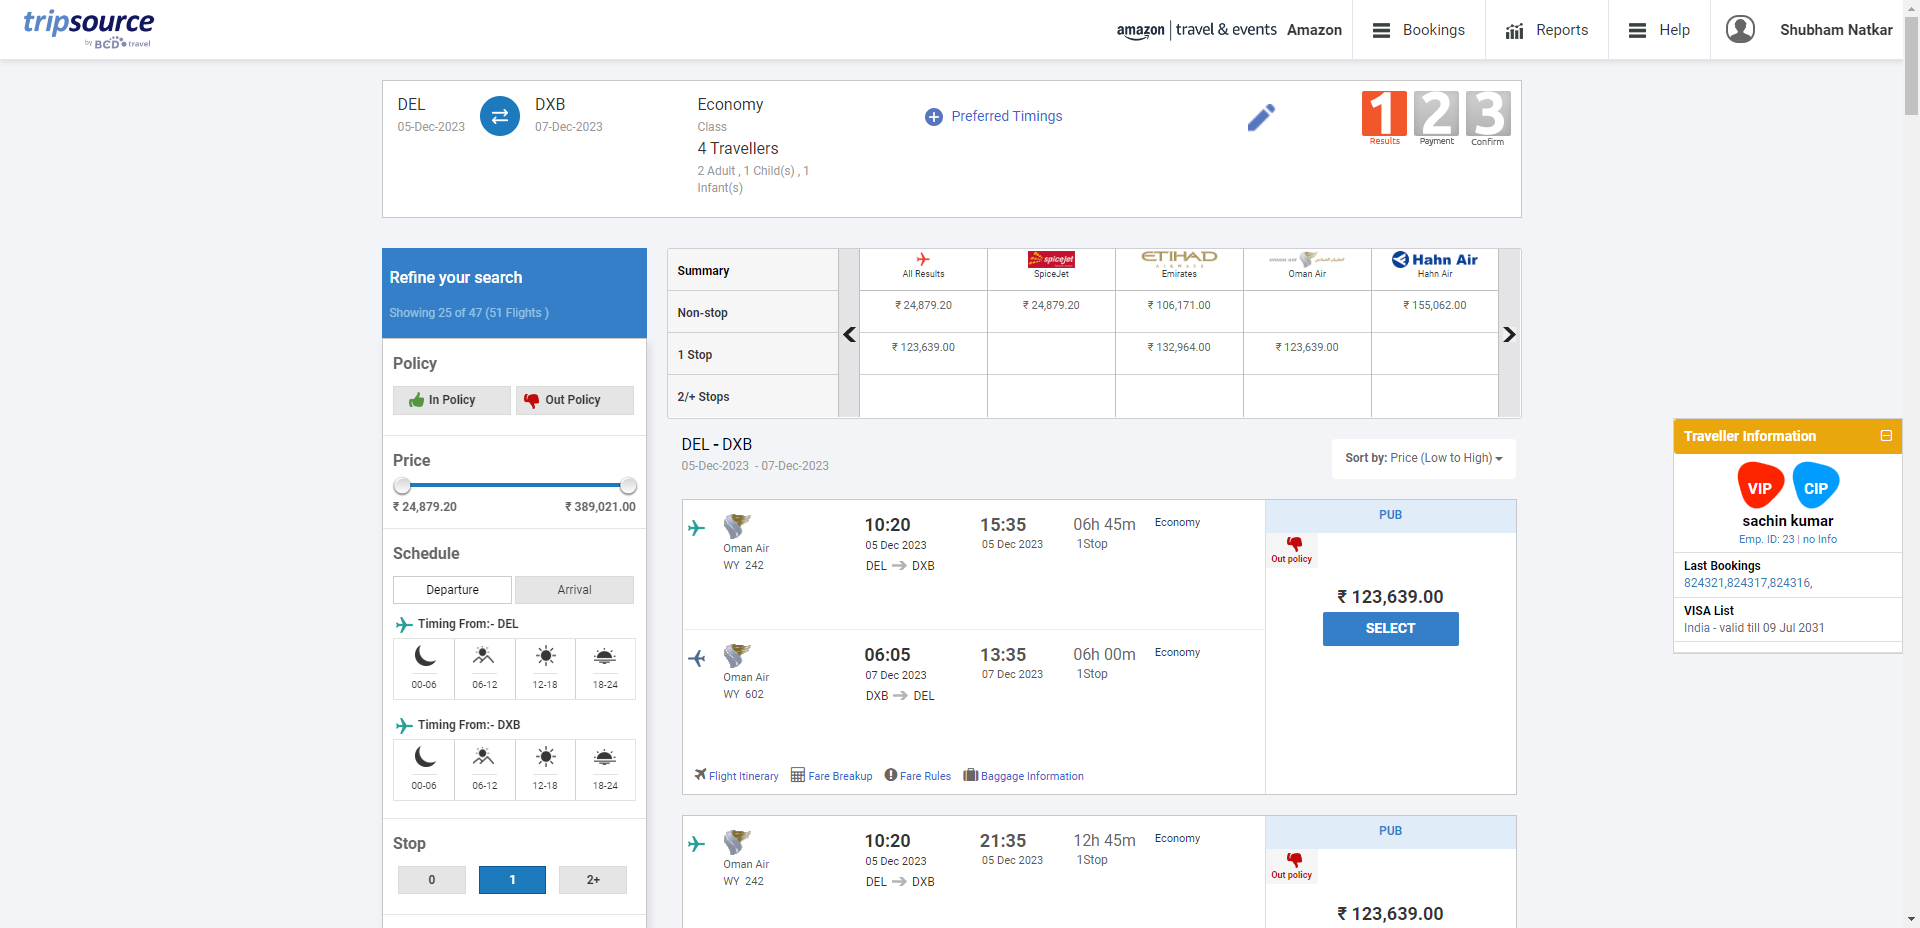 tripsource
by BCD travel
amazon | travel & events Amazon
Bookings
Reports
Help
Shubham Natkar
DEL
05-Dec-2023
DXB
07-Dec-2023
Economy
Class
4 Travellers
2 Adult , 1 Child(s) , 1
Infant(s)
Preferred Timings
1 2 3
Results Payment Confirm
Refine your search
Showing 25 of 47 (51 Flights )
Policy
In Policy Out Policy
Price
₹ 24,879.20 ₹ 389,021.00
Schedule
Departure Arrival
Timing From:- DEL
00-06 06-12 12-18 18-24
Timing From:- DXB
00-06 06-12 12-18 18-24
Stop
0 1 2+
Summary
spicejet ETIHAD Hahn Air
AIRWAYS
All Results SpiceJet Emirates Oman Air Hahn Air
Non-stop ₹ 24,879.20 ₹ 24,879.20 ₹ 106,171.00 ₹ 155,062.00
1 Stop ₹ 123,639.00 ₹ 132,964.00 ₹ 123,639.00
2/+ Stops
DEL - DXB
05-Dec-2023 - 07-Dec-2023
Sort by: Price (Low to High)
Oman Air
WY 242
10:20
05 Dec 2023
DEL DXB
15:35
05 Dec 2023
06h 45m
1Stop
Economy
PUB
Out policy
₹ 123,639.00
SELECT
Oman Air
WY 602
06:05
07 Dec 2023
DXB DEL
13:35
07 Dec 2023
06h 00m
1Stop
Economy
Flight Itinerary Fare Breakup Fare Rules Baggage Information
Oman Air
WY 242
10:20
05 Dec 2023
DEL DXB
21:35
05 Dec 2023
12h 45m
1Stop
Economy
PUB
Out policy
₹ 123,639.00
Traveller Information
VIP CIP
sachin kumar
Emp. ID: 23 | no Info
Last Bookings
824321,824317,824316,
VISA List
India - valid till 09 Jul 2031